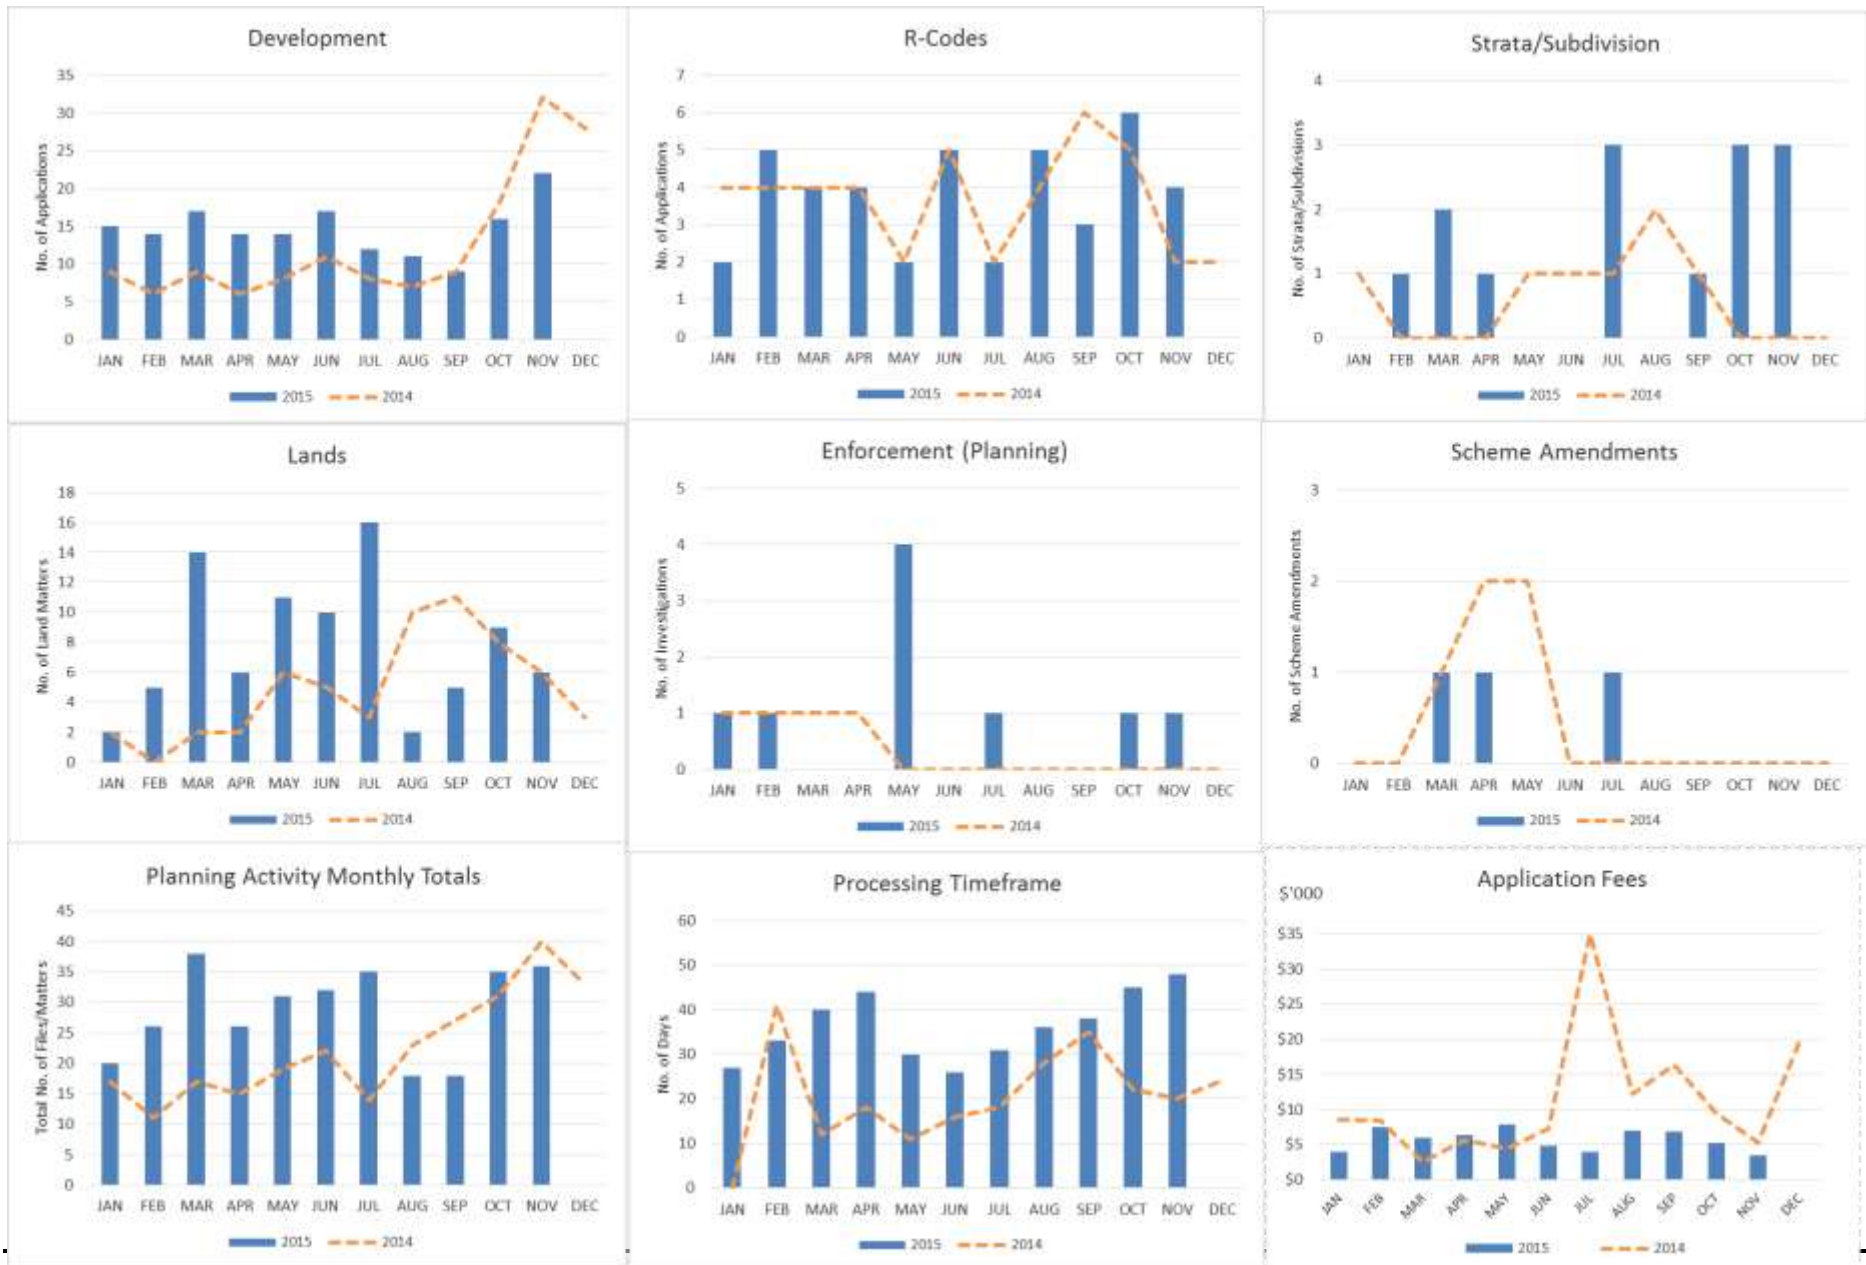 Development
No. of Applications
35
30
25
20
15
10
5
0
JAN FEB MAR APR MAY JUN JUL AUG SEP OCT NOV DEC
2015 2014
R-Codes
No. of Applications
7
6
5
4
3
2
1
0
JAN FEB MAR APR MAY JUN JUL AUG SEP OCT NOV DEC
2015 2014
Strata/Subdivision
No. of Strata/Subdivisions
4
3
2
1
0
JAN FEB MAR APR MAY JUN JUL AUG SEP OCT NOV DEC
2015 2014
Lands
No. of Land Matters
18
16
14
12
10
8
6
4
2
0
JAN FEB MAR APR MAY JUN JUL AUG SEP OCT NOV DEC
2015 2014
Enforcement (Planning)
No. of Investigations
5
4
3
2
1
0
JAN FEB MAR APR MAY JUN JUL AUG SEP OCT NOV DEC
2015 2014
Scheme Amendments
No. of Scheme Amendments
3
2
1
0
JAN FEB MAR APR MAY JUN JUL AUG SEP OCT NOV DEC
2015 2014
Planning Activity Monthly Totals
Total No. of Files/Matters
45
40
35
30
25
20
15
10
5
0
JAN FEB MAR APR MAY JUN JUL AUG SEP OCT NOV DEC
2015 2014
Processing Timeframe
No. of Days
60
50
40
30
20
10
0
JAN FEB MAR APR MAY JUN JUL AUG SEP OCT NOV DEC
2015 2014
Application Fees
$'000
$35
$30
$25
$20
$15
$10
$5
$0
JAN FEB MAR APR MAY JUN JUL AUG SEP OCT NOV DEC
2015 2014